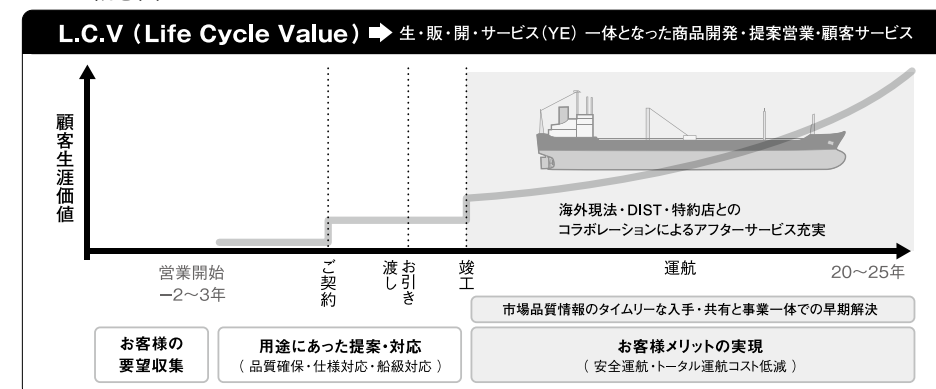 L.C.V（Life Cycle Value）➡ 生・販・開・サービス（YE） 一体となった商品開発・提案営業・顧客サービス
顧客生涯価値
海外現法・DIST・特約店との
コラボレーションによるアフターサービス充実
営業開始
−2〜3年
ご契約
お引き
渡し
竣工
運航
20〜25年
市場品質情報のタイムリーな入手・共有と事業一体での早期解決
お客様の
要望収集
用途にあった提案・対応
（ 品質確保・仕様対応・船級対応 ）
お客様メリットの実現
（ 安全運航・トータル運航コスト低減 ）